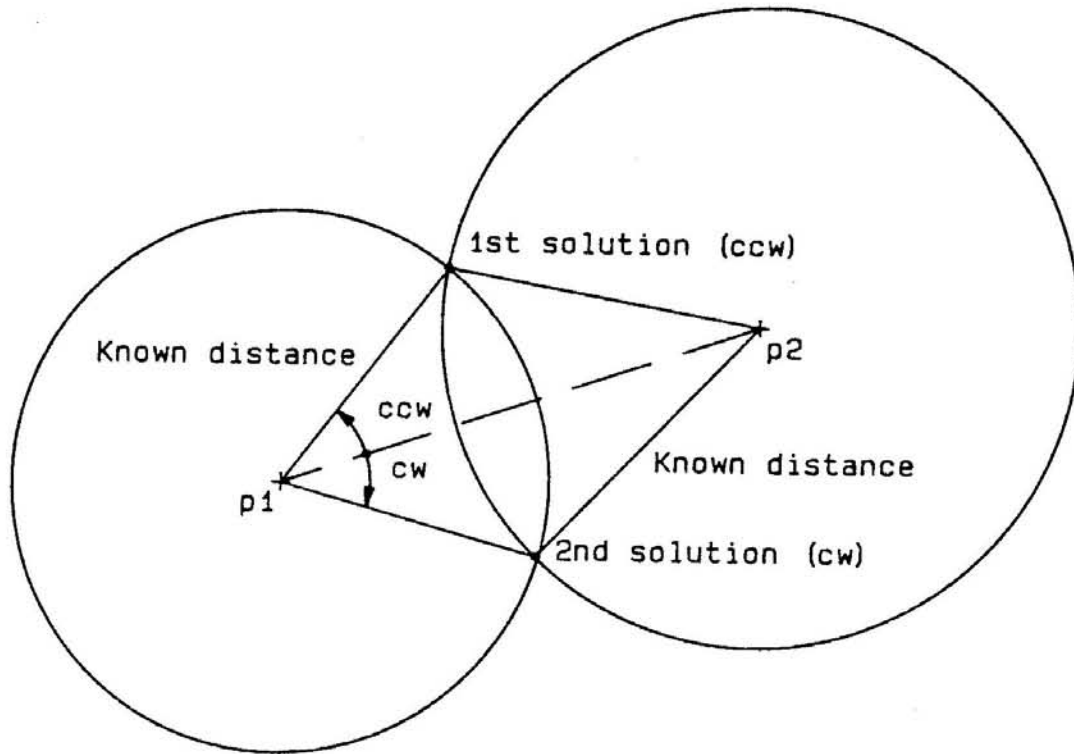 1st solution (ccw)
p2
Known distance
ccw
cw
Known distance
p1
2nd solution (cw)